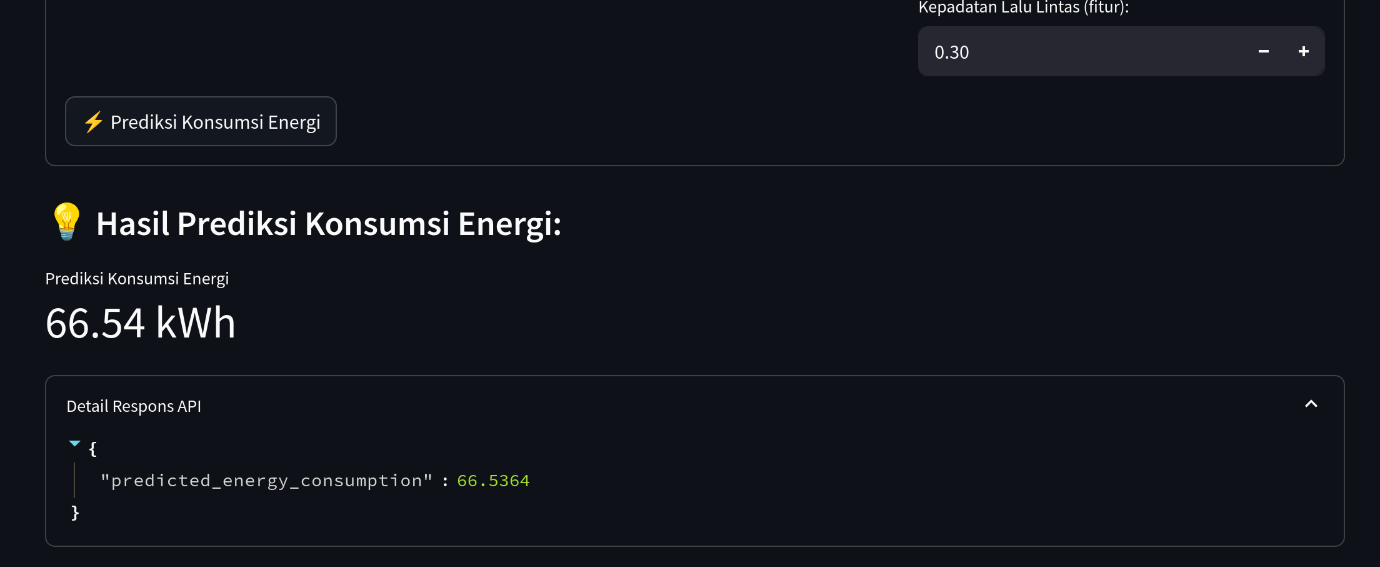 Kepadatan Lalu Lintas (fitur):
0.30
⚡ Prediksi Konsumsi Energi
💡 Hasil Prediksi Konsumsi Energi:
Prediksi Konsumsi Energi
66.54 kWh
Detail Respons API
{
"predicted_energy_consumption" : 66.5364
}